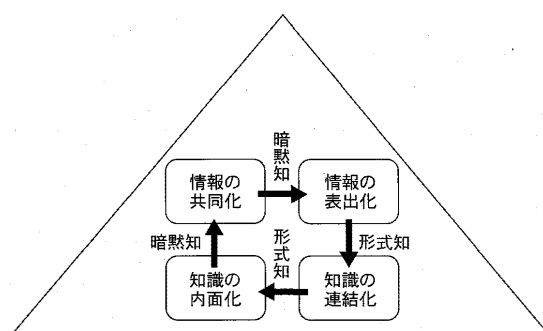 暗黙知
情報の
共同化
情報の
表出化
暗黙知
形式知
形式知
知識の
内面化
知識の
連結化